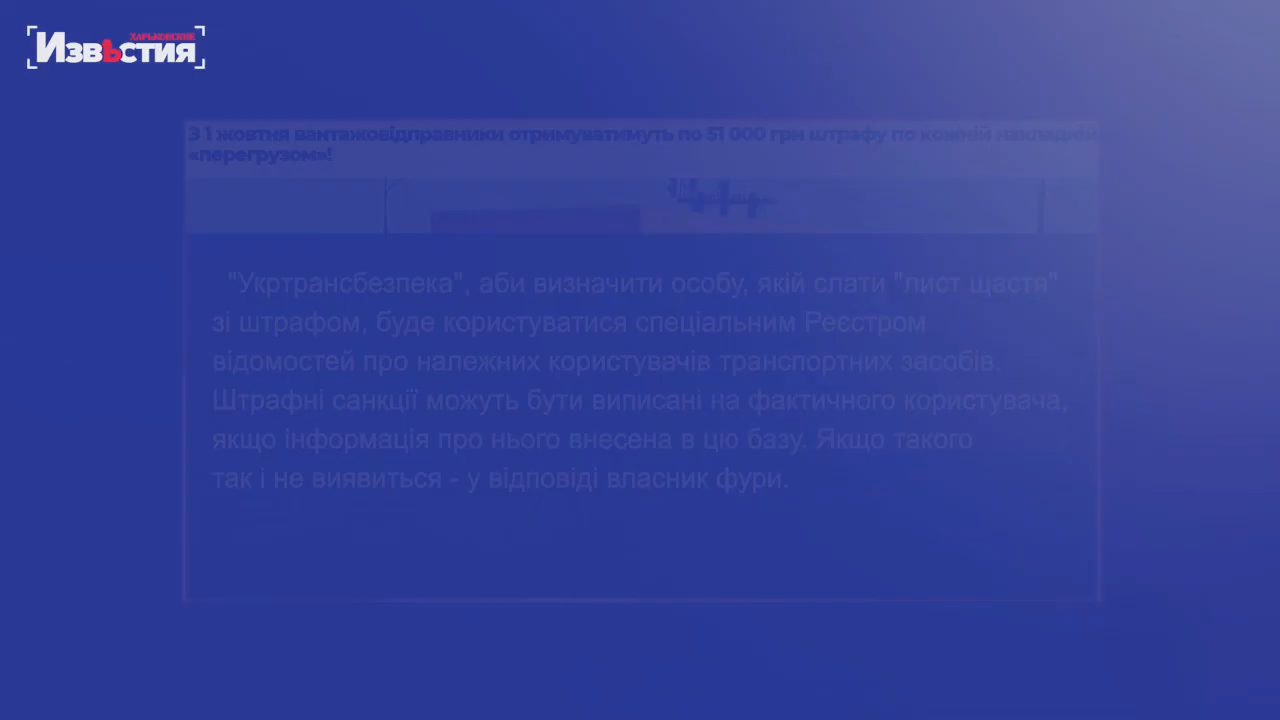 ХАРЬКОВСКИЕ
ИзвЪстия
З 1 жовтня вантажовідправники отримуватимуть по 51 000 грн штрафу по кожній накладній
«перегрузом»!
"Укртрансбезпека", аби визначити особу, якій слати "лист щастя"
зі штрафом, буде користуватися спеціальним Реєстром
відомостей про належних користувачів транспортних засобів.
Штрафні санкції можуть бути виписані на фактичного користувача,
якщо інформація про нього внесена в цю базу. Якщо такого
так і не виявиться - у відповіді власник фури.